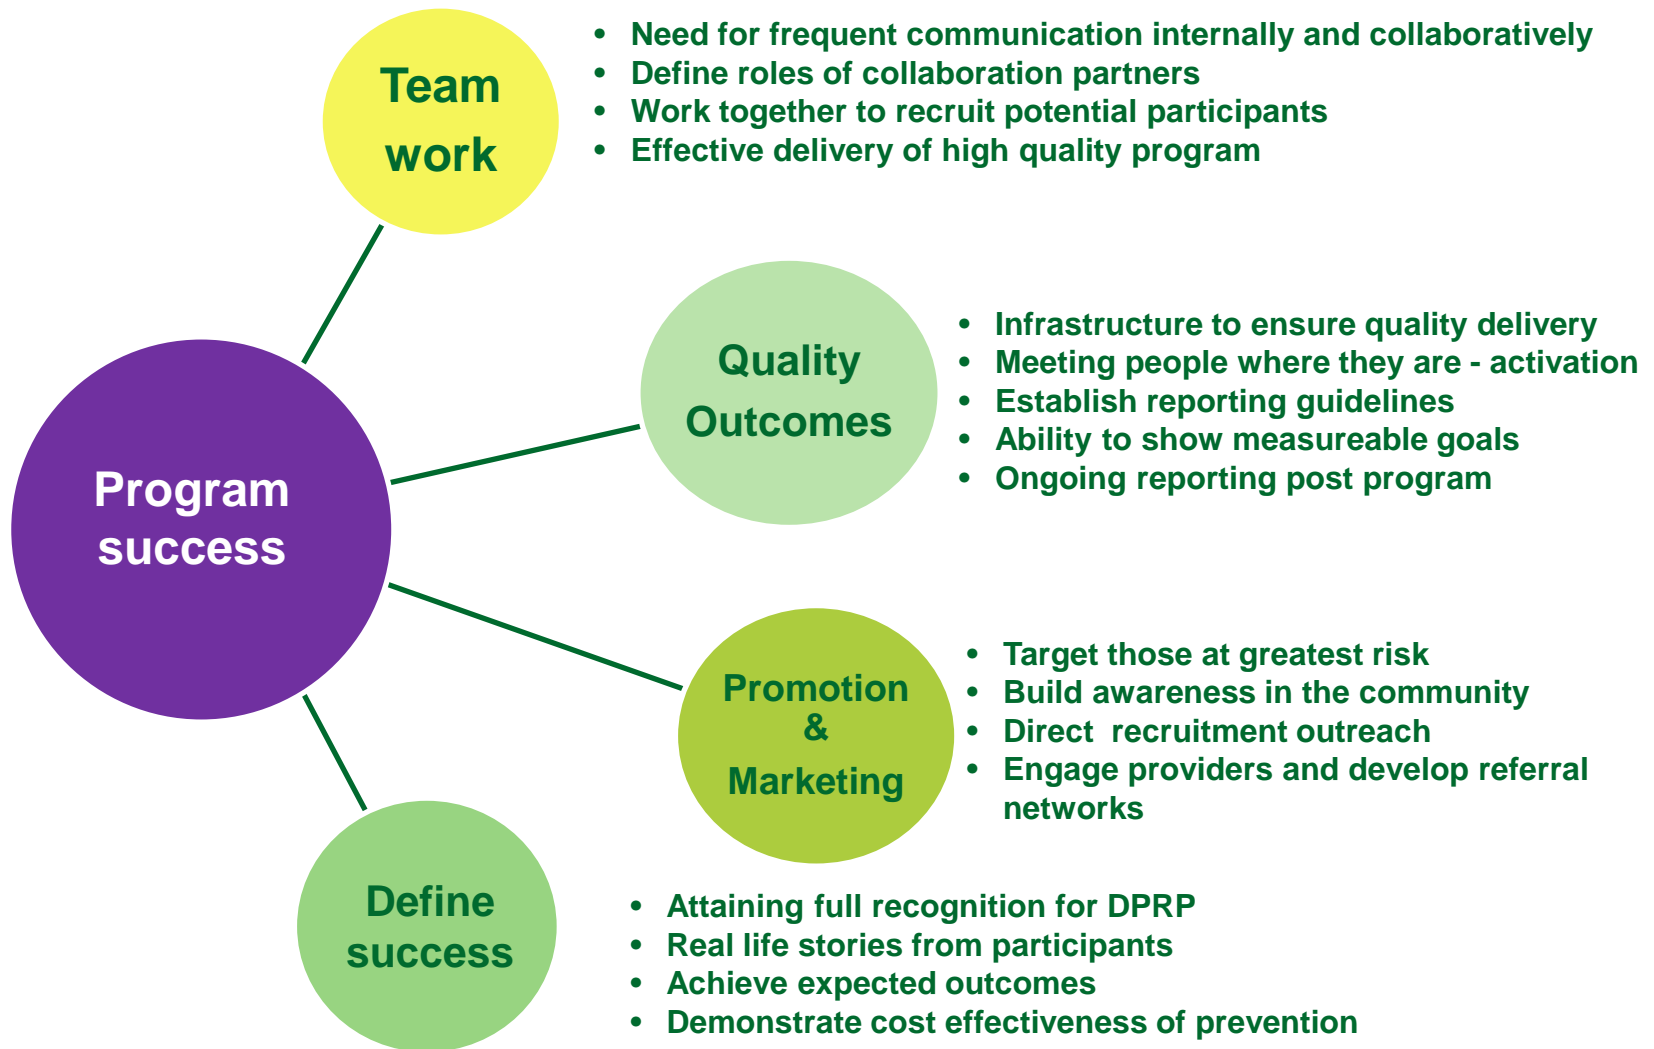 Team
work
• Need for frequent communication internally and collaboratively
• Define roles of collaboration partners
• Work together to recruit potential participants
• Effective delivery of high quality program
Quality
Outcomes
• Infrastructure to ensure quality delivery
• Meeting people where they are - activation
• Establish reporting guidelines
• Ability to show measureable goals
• Ongoing reporting post program
Program
success
Promotion
&
Marketing
• Target those at greatest risk
• Build awareness in the community
• Direct  recruitment outreach
• Engage providers and develop referral
networks
Define
success
• Attaining full recognition for DPRP
• Real life stories from participants
• Achieve expected outcomes
• Demonstrate cost effectiveness of prevention